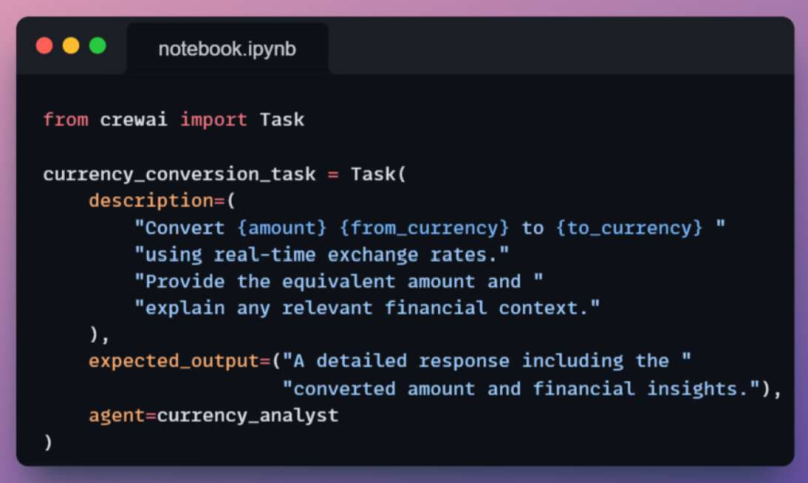 notebook.ipynb
from crewai import Task
currency_conversion_task = Task(
    description=(
        "Convert {amount} {from_currency} to {to_currency} "
        "using real-time exchange rates."
        "Provide the equivalent amount and "
        "explain any relevant financial context."
    ),
    expected_output=("A detailed response including the "
                     "converted amount and financial insights."),
    agent=currency_analyst
)